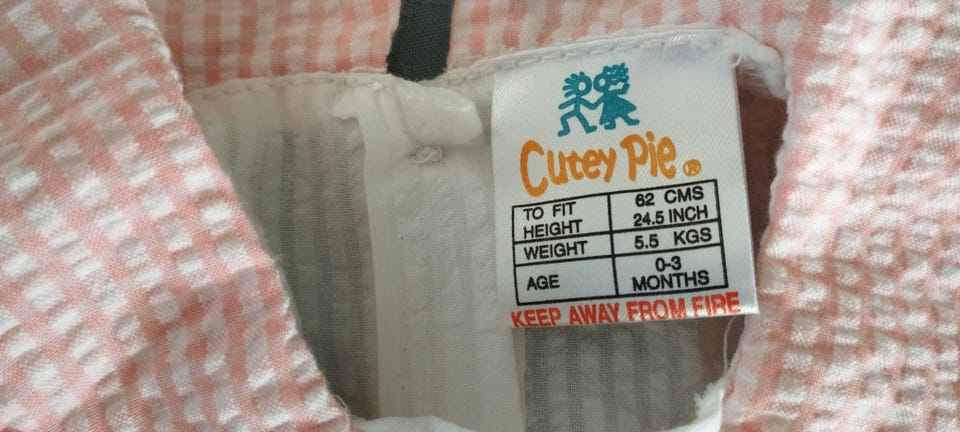 Cutey Pie ®
TO FIT HEIGHT 62 CMS 24.5 INCH
WEIGHT 5.5 KGS
AGE 0-3 MONTHS
KEEP AWAY FROM FIRE